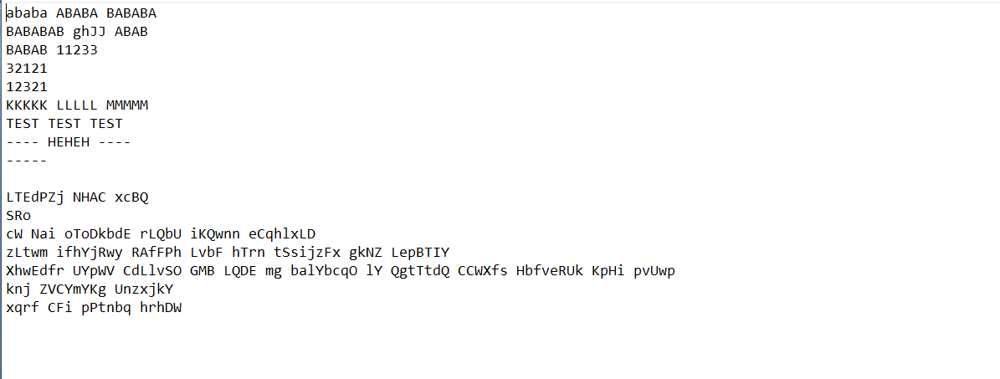 ababa ABABA BABABA
BABABAB ghJJ ABAB
BABAB 11233
32121
12321
KKKKK LLLLL MMMMM
TEST TEST TEST
---- HEHEH ----
-----

LTEdPZj NHAC xcBQ
SRo
cW Nai oToDkbdE rLQbU iKQwnn eCqhlxLD
zLtwm ifhYjRwy RAfFPh LvbF hTrn tSsijzFx gkNZ LepBTIY
XhwEdfr UYpWV CdLlvSO GMB LQDE mg balYbcqO lY QgtTtdQ CCWXfs HbfveRUk KpHi pvUwp
knj ZVCYmYKg UnzxjkY
xqrf CFi pPtnbq hrhDW